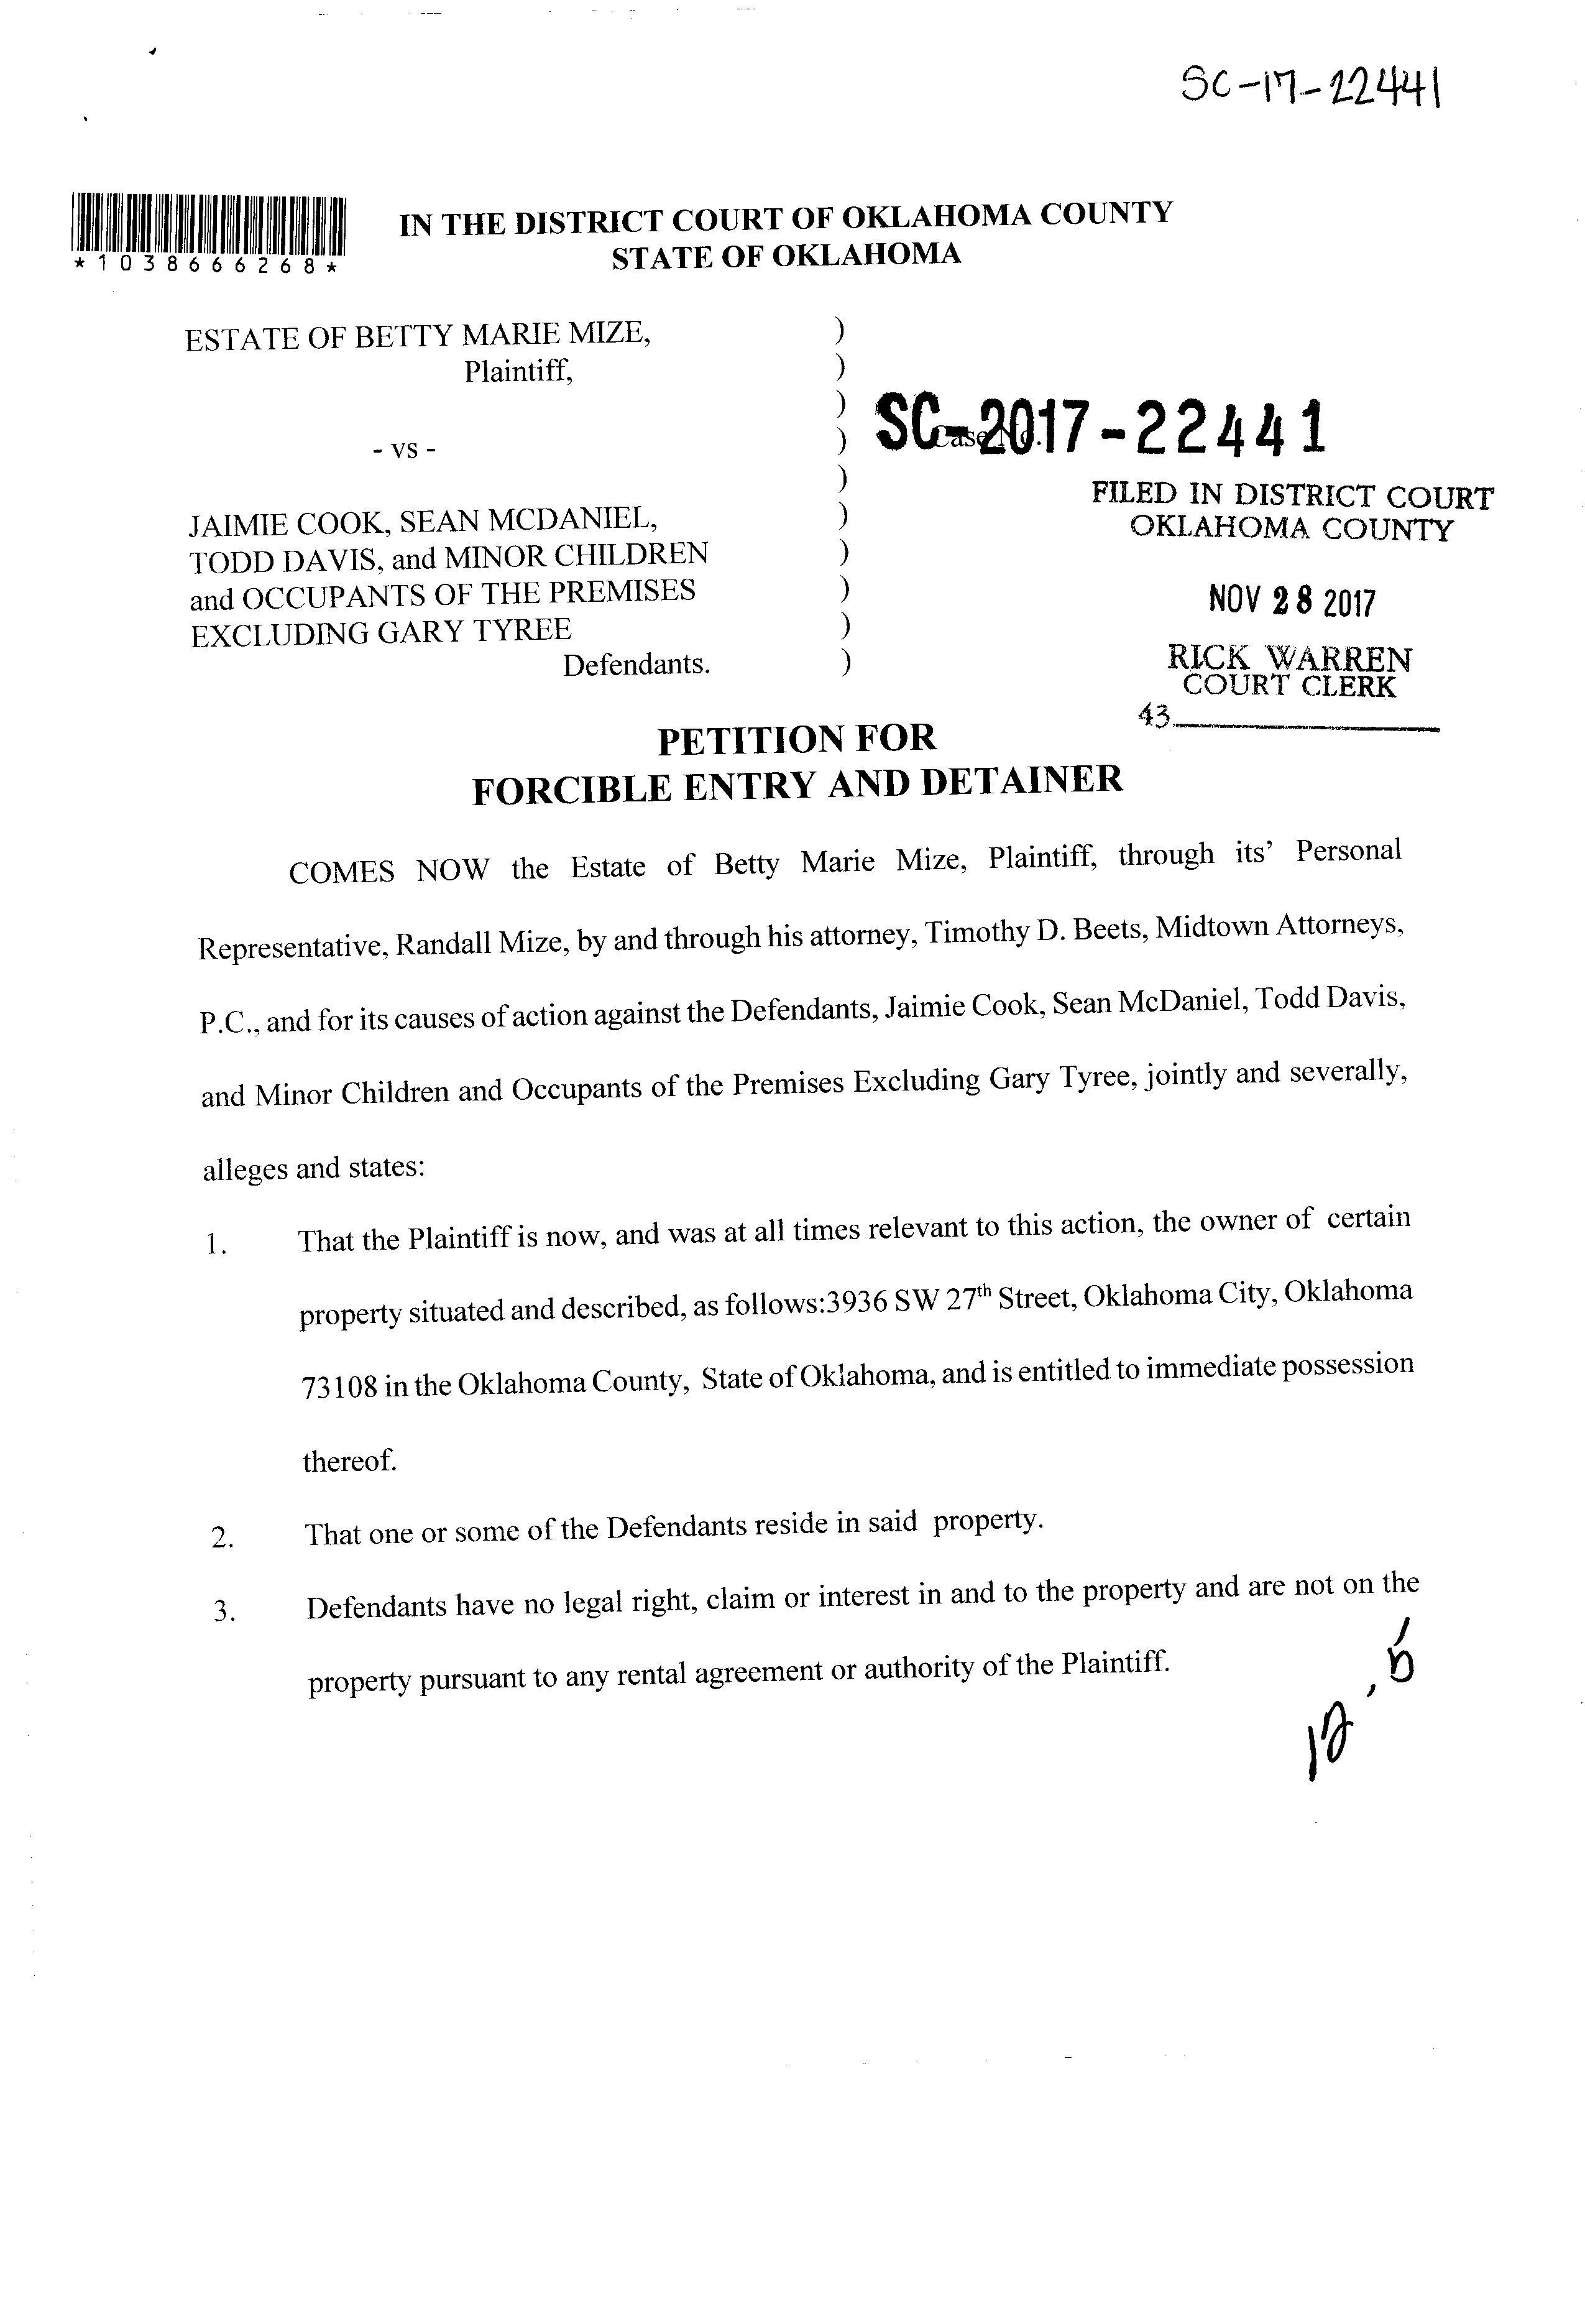 SC-17-22441
IN THE DISTRICT COURT OF OKLAHOMA COUNTY
*1038666268*
STATE OF OKLAHOMA
ESTATE OF BETTY MARIE MIZE, )
Plaintiff, )
)
SC-2017-22441
- vs - ) Case No.
)
FILED IN DISTRICT COURT
OKLAHOMA COUNTY
JAIMIE COOK, SEAN MCDANIEL, )
TODD DAVIS, and MINOR CHILDREN )
and OCCUPANTS OF THE PREMISES )
EXCLUDING GARY TYREE )
Defendants. )
NOV 28 2017
RICK WARREN
COURT CLERK
43
PETITION FOR
FORCIBLE ENTRY AND DETAINER
COMES NOW the Estate of Betty Marie Mize, Plaintiff, through its' Personal
Representative, Randall Mize, by and through his attorney, Timothy D. Beets, Midtown Attorneys,
P.C., and for its causes of action against the Defendants, Jaimie Cook, Sean McDaniel, Todd Davis,
and Minor Children and Occupants of the Premises Excluding Gary Tyree, jointly and severally,
alleges and states:
1. That the Plaintiff is now, and was at all times relevant to this action, the owner of certain
property situated and described, as follows:3936 SW 27th Street, Oklahoma City, Oklahoma
73108 in the Oklahoma County, State of Oklahoma, and is entitled to immediate possession
thereof.
2. That one or some of the Defendants reside in said property.
3. Defendants have no legal right, claim or interest in and to the property and are not on the
property pursuant to any rental agreement or authority of the Plaintiff.